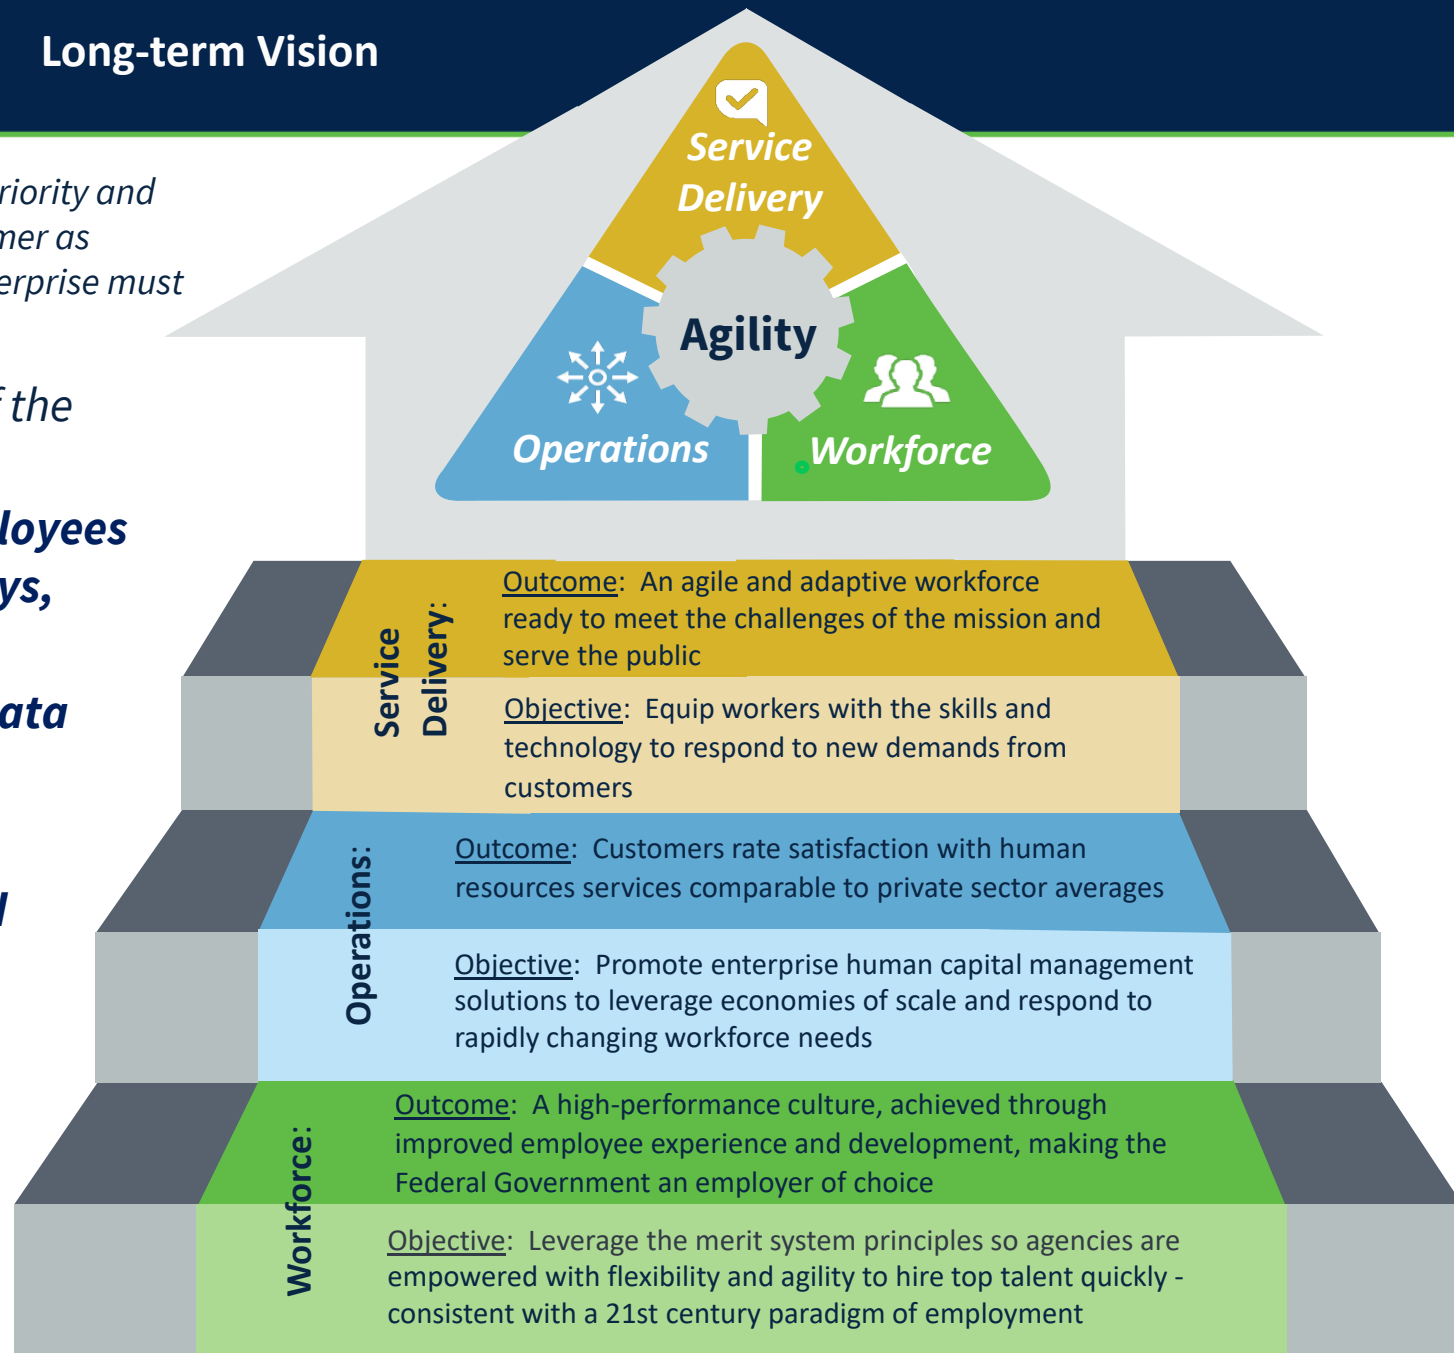 Long-term Vision
and
as
must
the
Service
Delivery
Agility
Operations
Workforce
Service
Delivery:
Outcome: An agile and adaptive workforce
ready to meet the challenges of the mission and
serve the public
Objective: Equip workers with the skills and
technology to respond to new demands from
customers
Operations:
Outcome: Customers rate satisfaction with human
resources services comparable to private sector averages
Objective: Promote enterprise human capital management
solutions to leverage economies of scale and respond to
rapidly changing workforce needs
Workforce:
Outcome: A high-performance culture, achieved through
improved employee experience and development, making the
Federal Government an employer of choice
Objective: Leverage the merit system principles so agencies are
empowered with flexibility and agility to hire top talent quickly -
consistent with a 21st century paradigm of employment